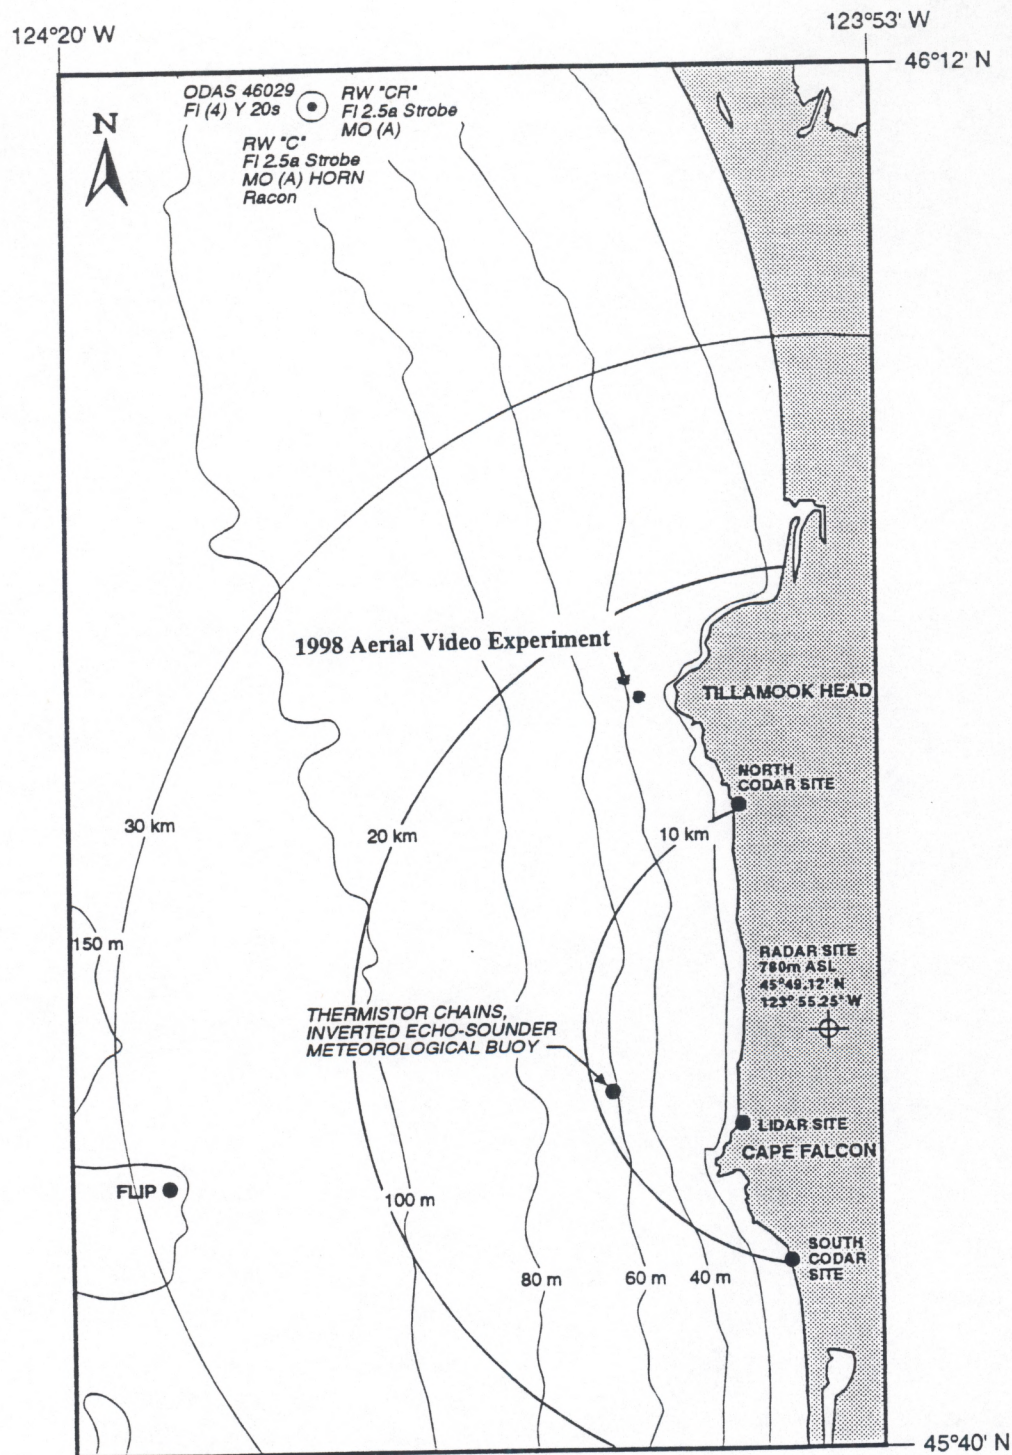 124°20' W
123°53' W
46°12' N
ODAS 46029
Fl (4) Y 20s
RW "CR"
Fl 2.5a Strobe
MO (A)
N
RW "C"
Fl 2.5a Strobe
MO (A) HORN
Racon
1998 Aerial Video Experiment
TILLAMOOK HEAD
NORTH
CODAR SITE
30 km
20 km
10 km
150 m
RADAR SITE
780m ASL
45°49.12' N
123° 55.25' W
THERMISTOR CHAINS,
INVERTED ECHO-SOUNDER
METEOROLOGICAL BUOY
LIDAR SITE
CAPE FALCON
FLIP
100 m
SOUTH
CODAR
SITE
80 m
60 m
40 m
45°40' N